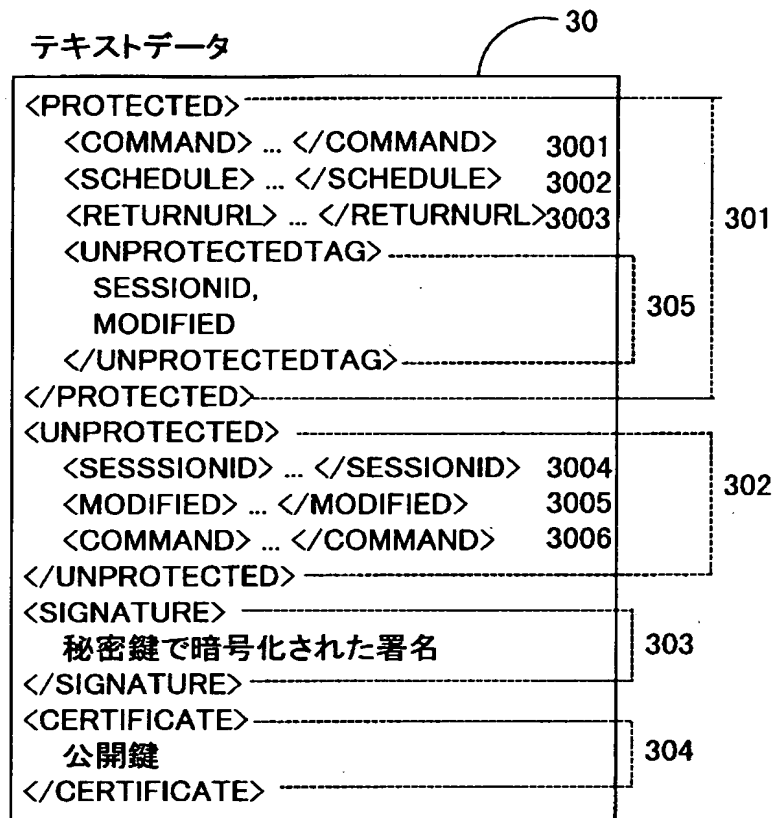 30
テキストデータ
<PROTECTED>
<COMMAND> ... </COMMAND> 3001
<SCHEDULE> ... </SCHEDULE> 3002
<RETURNURL> ... </RETURNURL> 3003
301
<UNPROTECTEDTAG>
SESSIONID,
305
MODIFIED
</UNPROTECTEDTAG>
</PROTECTED>
<UNPROTECTED>
<SESSSIONID> ... </SESSIONID> 3004
302
<MODIFIED> ... </MODIFIED> 3005
<COMMAND> ... </COMMAND> 3006
</UNPROTECTED>
<SIGNATURE>
秘密鍵で暗号化された署名 303
</SIGNATURE>
<CERTIFICATE>
公開鍵 304
</CERTIFICATE>